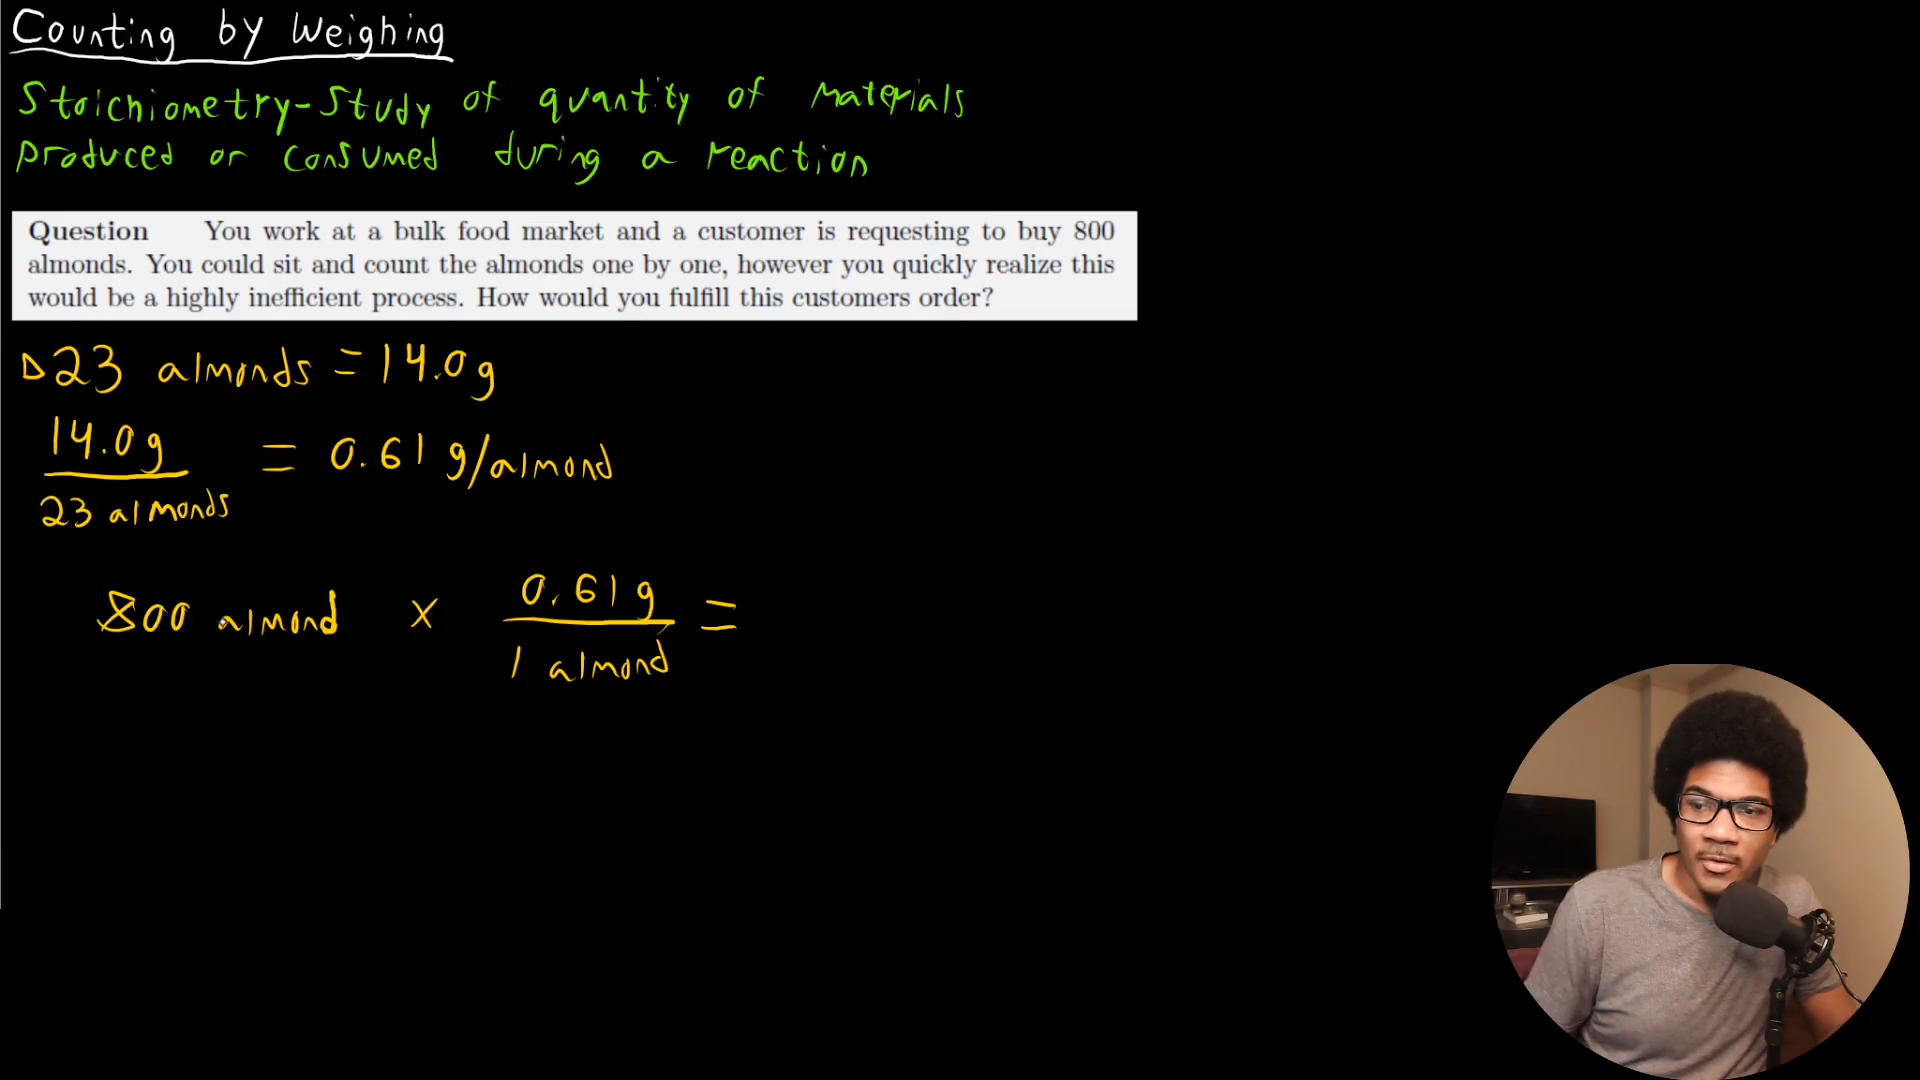 Counting by Weighing
Stoichiometry-Study of quantity of materials
produced or consumed during a reaction
Question You work at a bulk food market and a customer is requesting to buy 800
almonds. You could sit and count the almonds one by one, however you quickly realize this
would be a highly inefficient process. How would you fulfill this customers order?
▷23 almonds = 14.0g
14.0g
23 almonds
= 0.61 g/almond
800 almond x
0.61g
1 almond
=